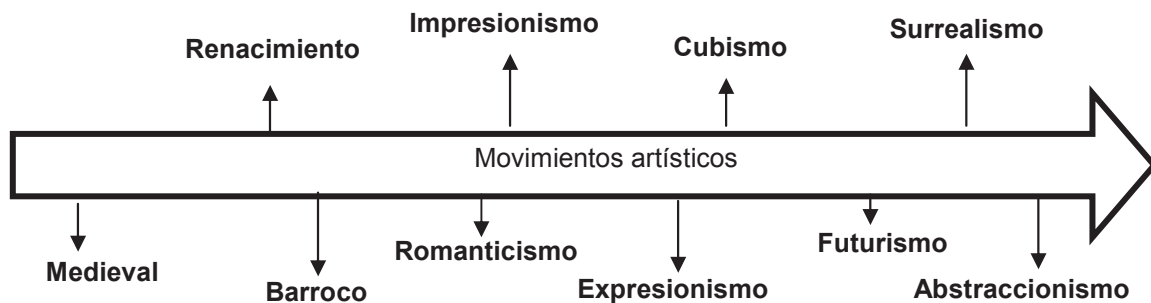 Impresionismo
Renacimiento
Cubismo
Surrealismo
Movimientos artísticos
Medieval
Barroco
Romanticismo
Expresionismo
Futurismo
Abstraccionismo